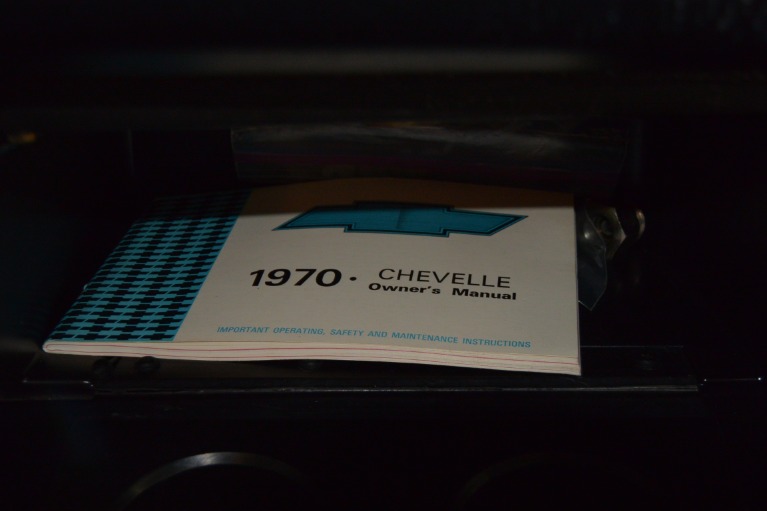 1970 · CHEVELLE
Owner's Manual
IMPORTANT OPERATING, SAFETY AND MAINTENANCE INSTRUCTIONS